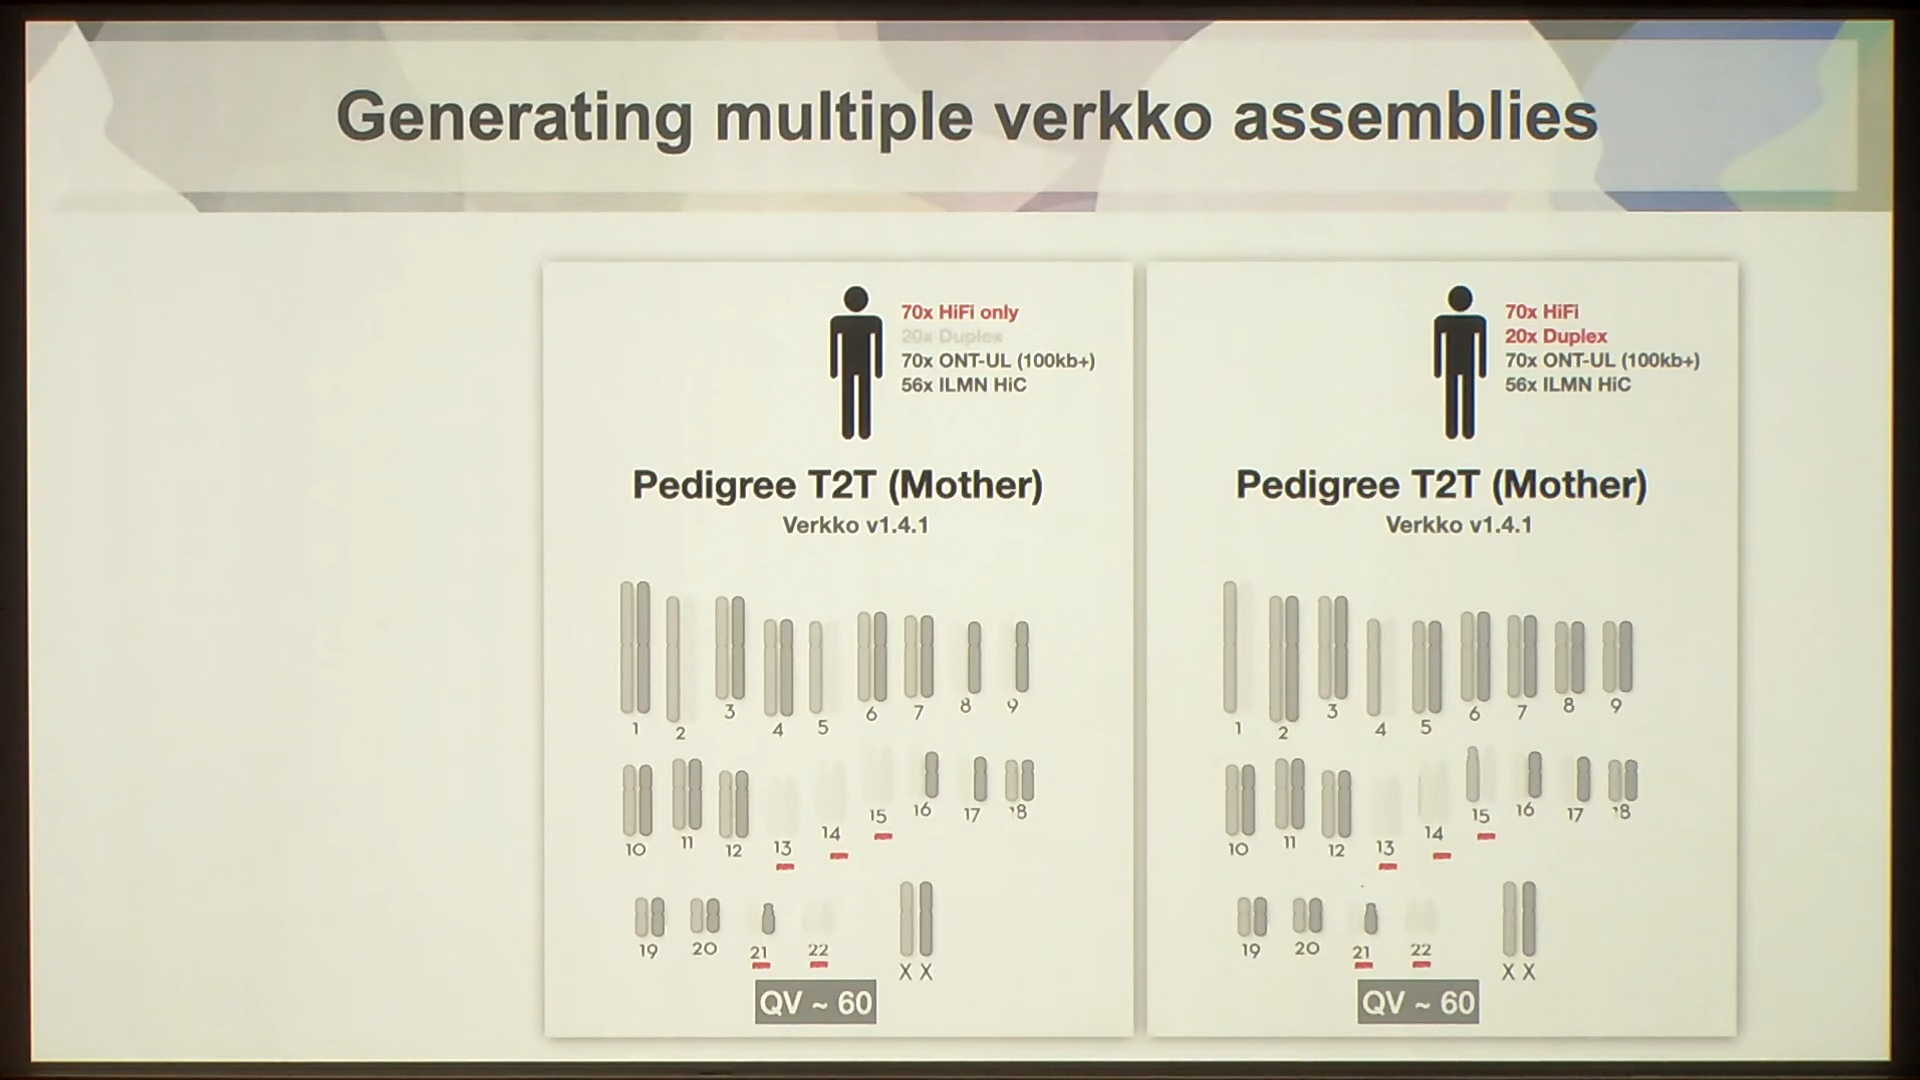 Generating multiple verkko assemblies
70x HiFi only
20x Duplex
70x ONT-UL (100kb+)
56x ILMN HiC
Pedigree T2T (Mother)
Verkko v1.4.1
1 2 3 4 5 6 7 8 9
10 11 12 13 14 15 16 17 18
19 20 21 22 X X
QV ~ 60
70x HiFi
20x Duplex
70x ONT-UL (100kb+)
56x ILMN HiC
Pedigree T2T (Mother)
Verkko v1.4.1
1 2 3 4 5 6 7 8 9
10 11 12 13 14 15 16 17 18
19 20 21 22 X X
QV ~ 60